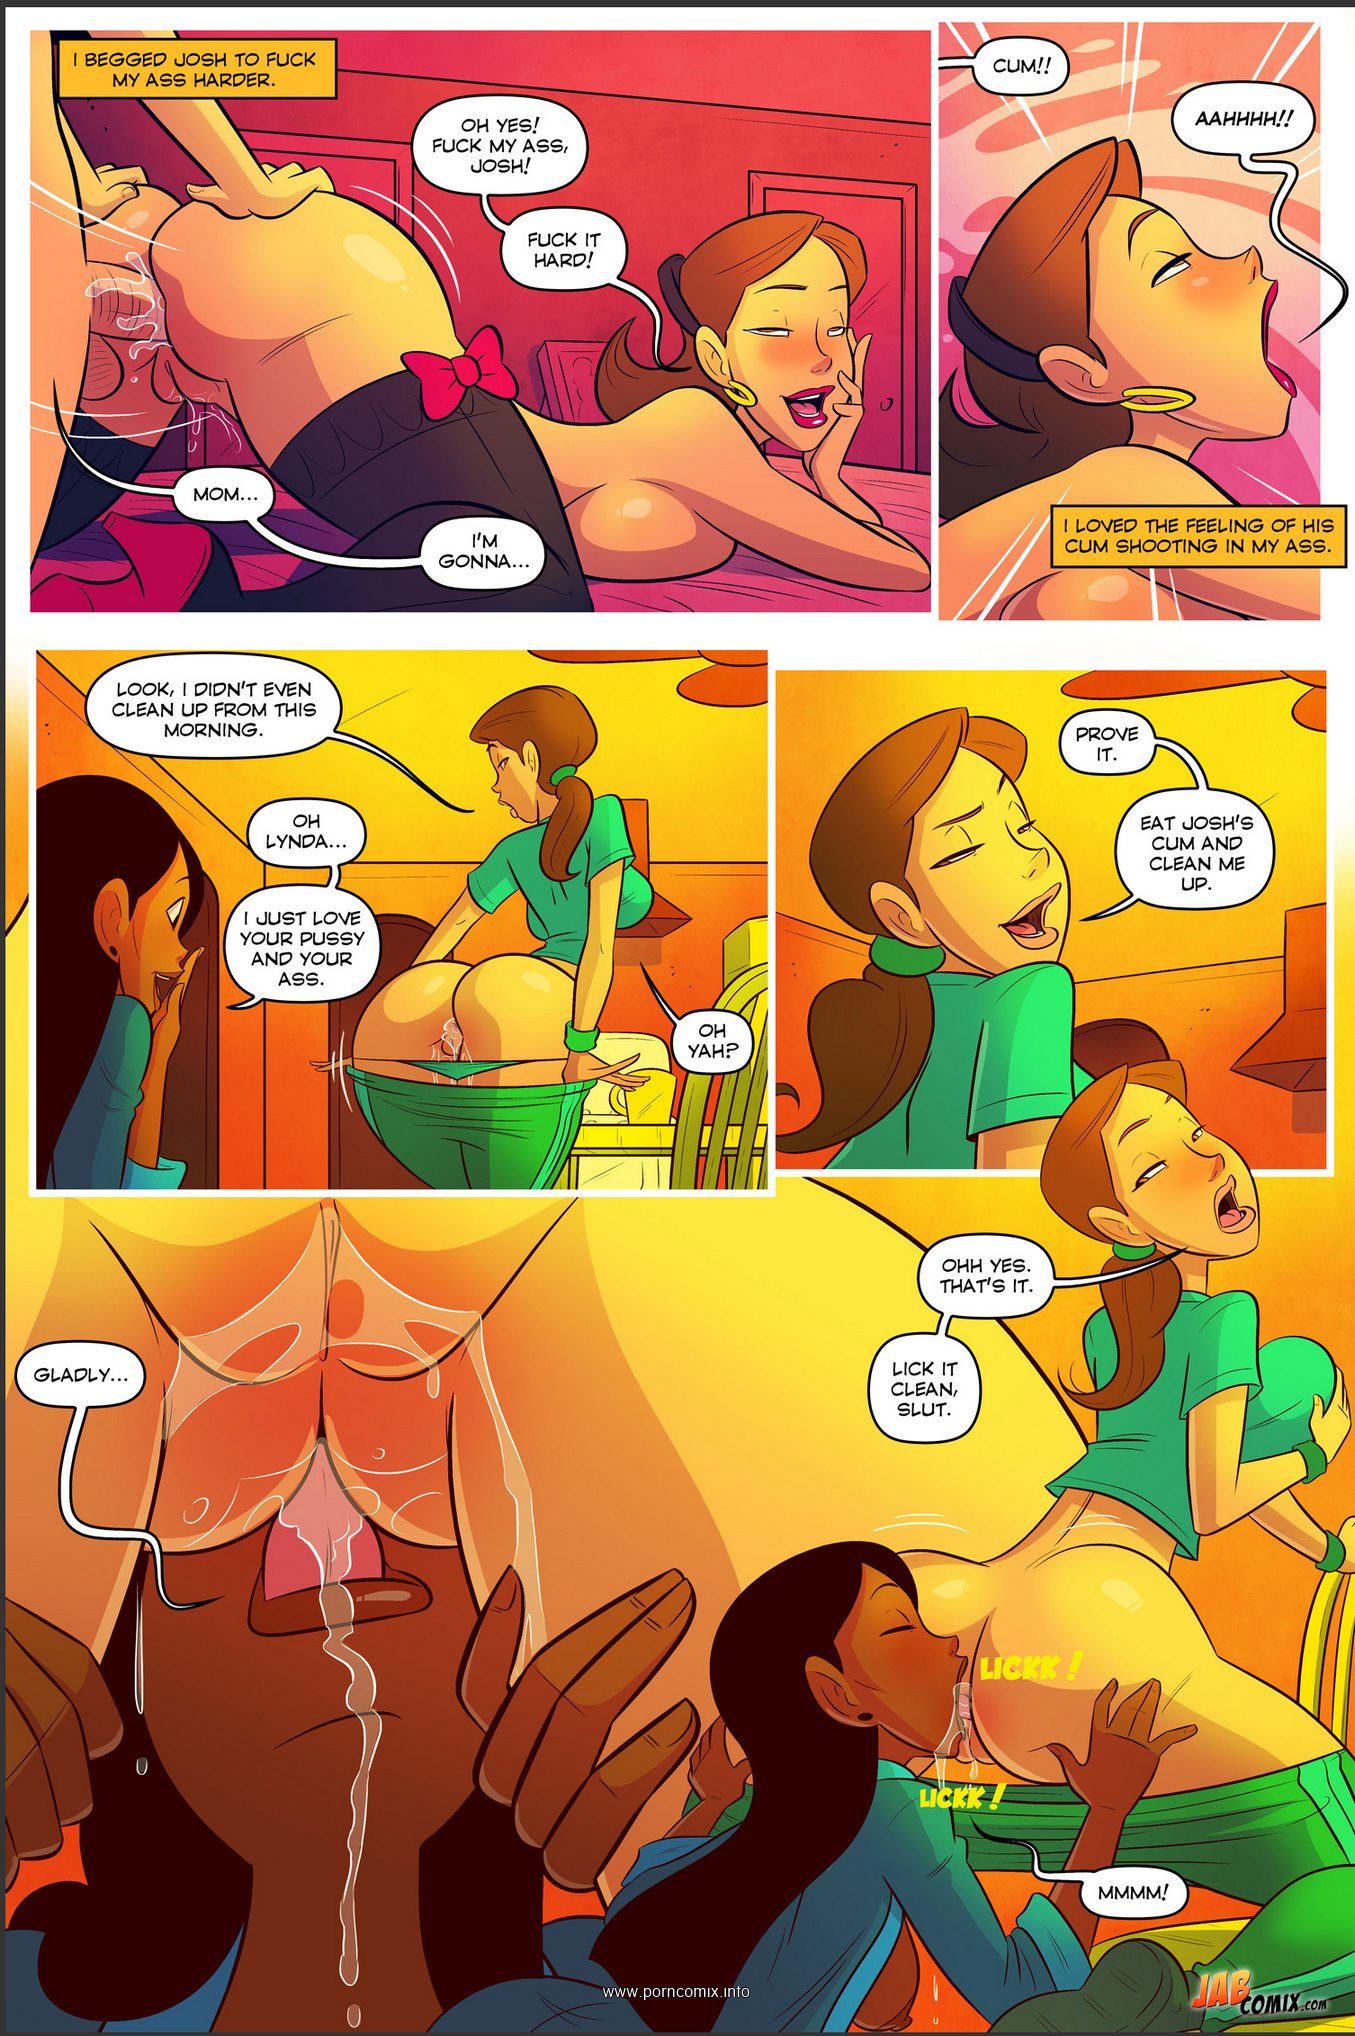 I BEGGED JOSH TO FUCK
MY ASS HARDER.
OH YES!
FUCK MY ASS,
JOSH!
FUCK IT
HARD!
MOM...
I'M
GONNA...
CUM!!
AAHHHH!!
I LOVED THE FEELING OF HIS
CUM SHOOTING IN MY ASS.
LOOK, I DIDN'T EVEN
CLEAN UP FROM THIS
MORNING.
OH
LYNDA...
I JUST LOVE
YOUR PUSSY
AND YOUR
ASS.
OH
YAH?
PROVE
IT.
EAT JOSH'S
CUM AND
CLEAN ME
UP.
GLADLY...
OHH YES.
THAT'S IT.
LICK IT
CLEAN,
SLUT.
LICKK!
LICKK!
MMMM!
www.porncomix.info
JAB
COMIX.com